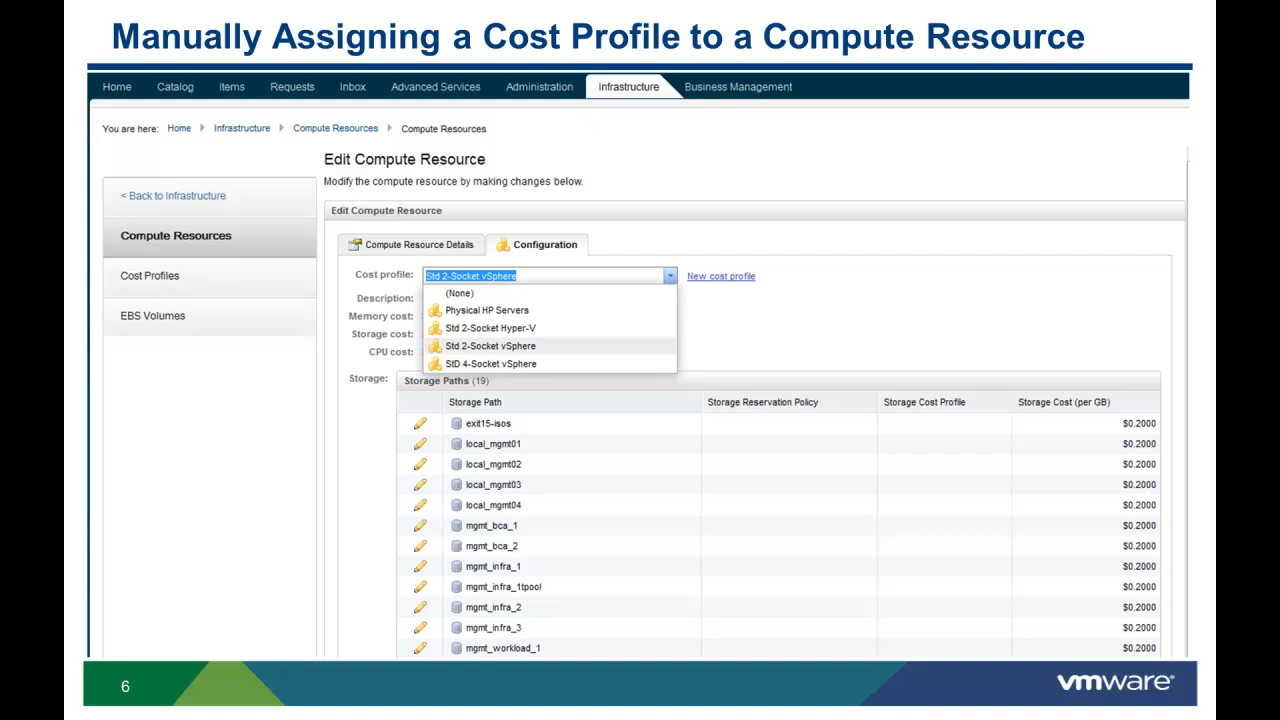 Manually Assigning a Cost Profile to a Compute Resource
Home Catalog Items Requests Inbox Advanced Services Administration Infrastructure Business Management
You are here: Home Infrastructure Compute Resources Compute Resources
Edit Compute Resource
Modify the compute resource by making changes below.
< Back to Infrastructure
Compute Resources
Cost Profiles
EBS Volumes
Edit Compute Resource
Compute Resource Details Configuration
Cost profile: Std 2-Socket vSphere New cost profile
(None)
Description: Physical HP Servers
Memory cost: Std 2-Socket Hyper-V
Storage cost: Std 2-Socket vSphere
CPU cost: StD 4-Socket vSphere
Storage: Storage Paths (19)
Storage Path Storage Reservation Policy Storage Cost Profile Storage Cost (per GB)
exit15-isos $0.2000
local_mgmt01 $0.2000
local_mgmt02 $0.2000
local_mgmt03 $0.2000
local_mgmt04 $0.2000
mgmt_bca_1 $0.2000
mgmt_bca_2 $0.2000
mgmt_infra_1 $0.2000
mgmt_infra_1tpool $0.2000
mgmt_infra_2 $0.2000
mgmt_infra_3 $0.2000
mgmt_workload_1 $0.2000
6
vmware®